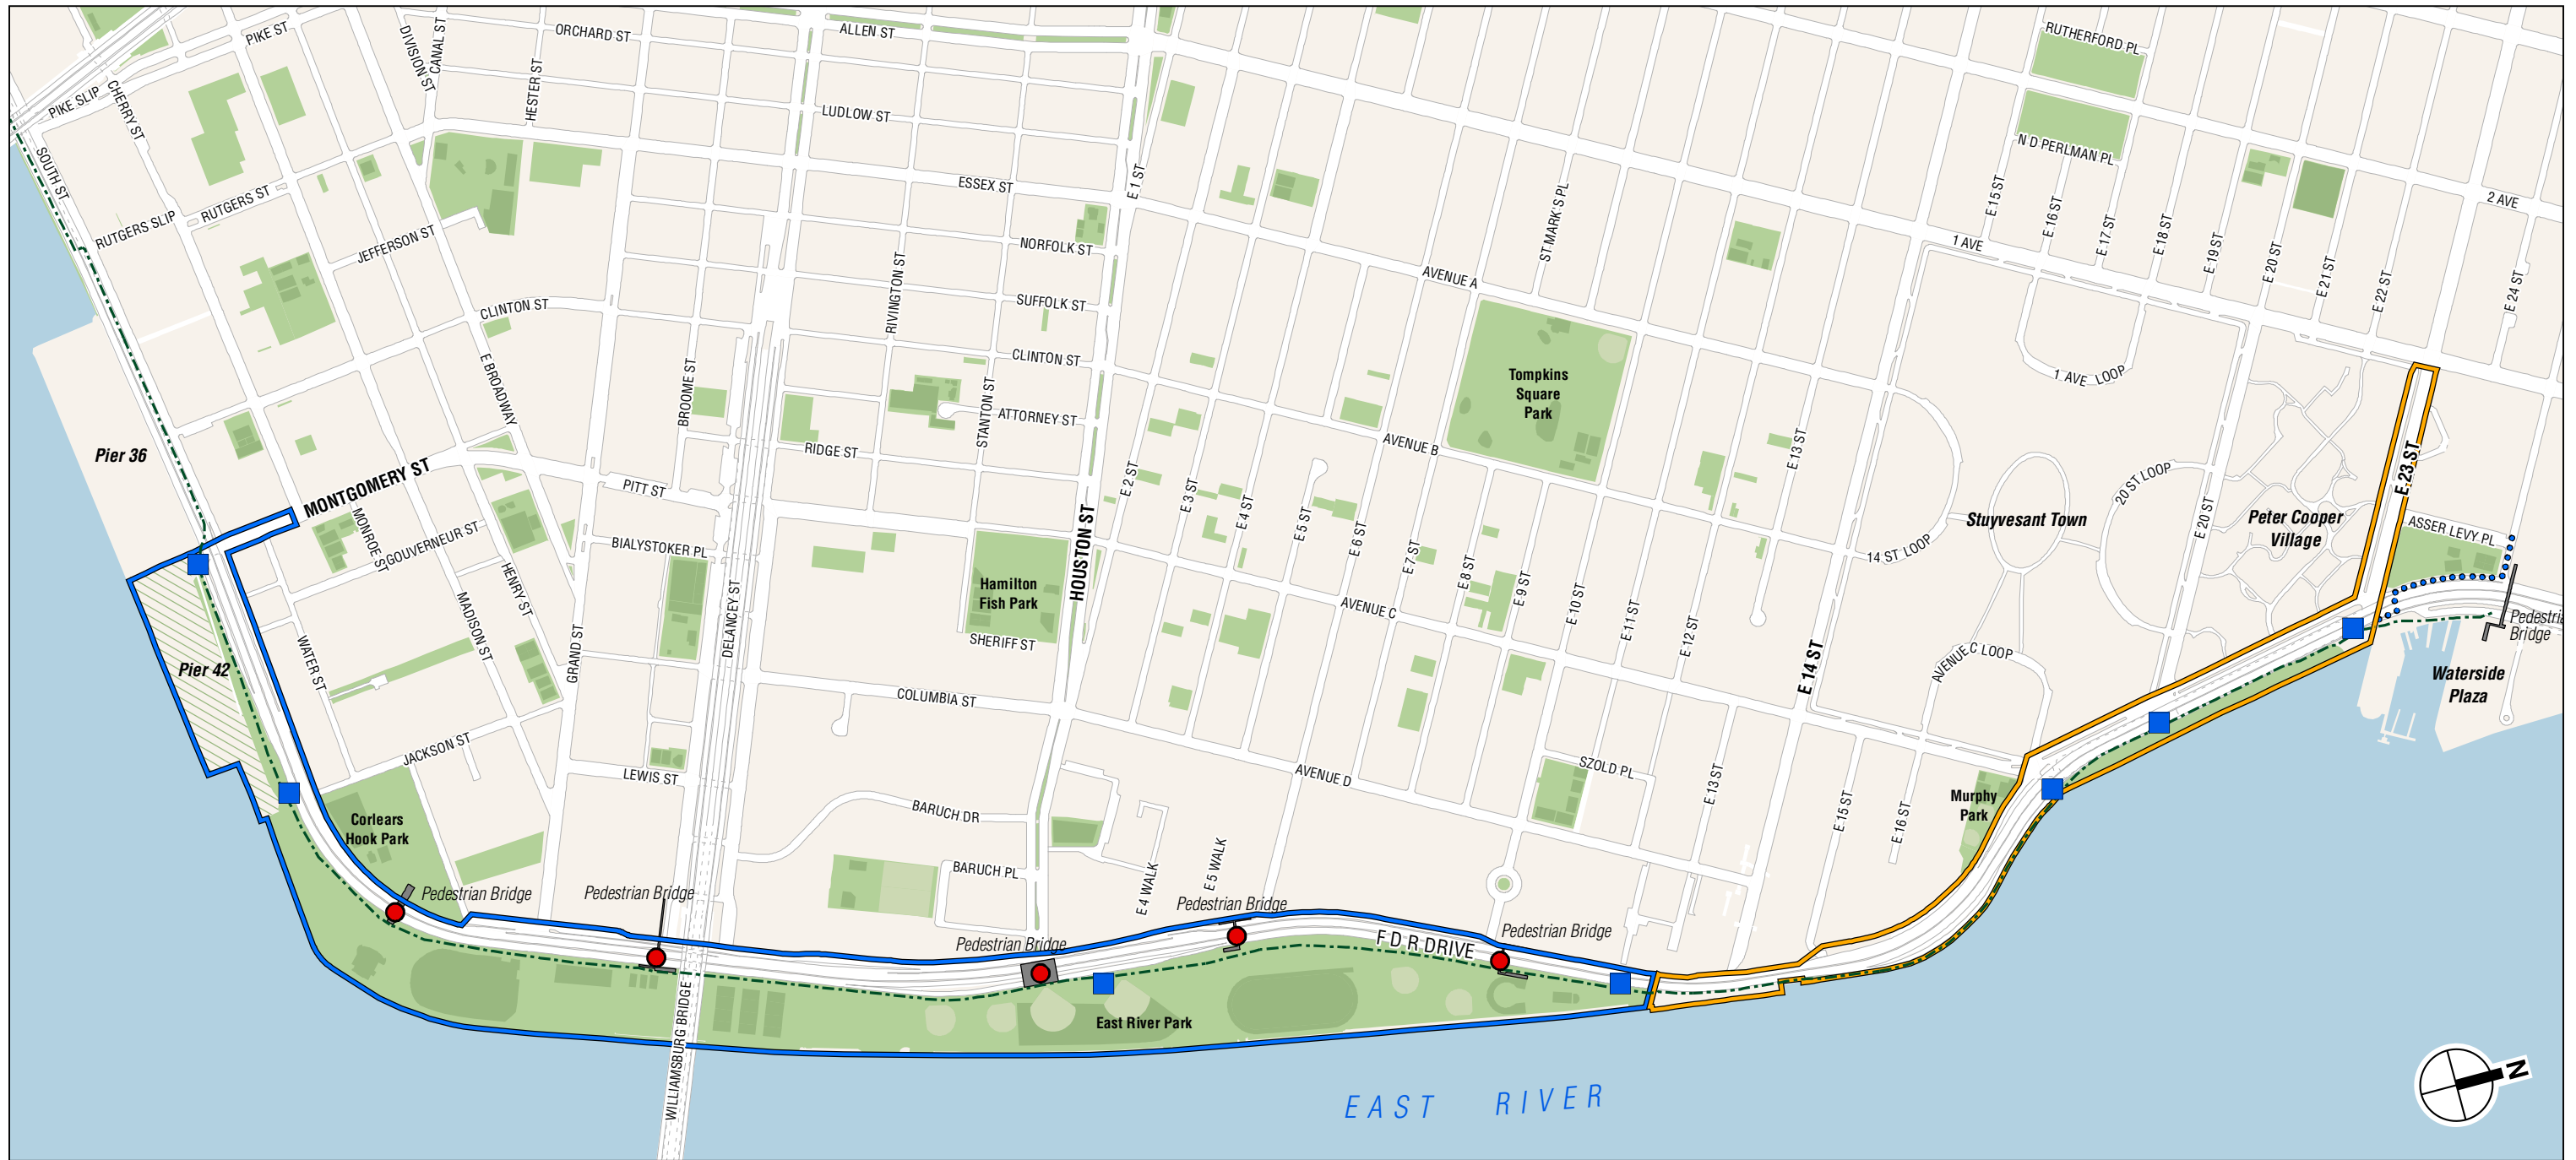 PIKE ST
DIVISION ST
CANAL ST
ORCHARD ST
ALLEN ST
RUTHERFORD PL
PIKE SLIP
CHERRY ST
HESTER ST
LUDLOW ST
N D PERLMAN PL
SOUTH ST
RUTGERS SLIP
RUTGERS ST
JEFFERSON ST
ESSEX ST
E 1 ST
NORFOLK ST
ST MARK'S PL
E 15 ST
E 16 ST
E 17 ST
E 18 ST
E 19 ST
E 20 ST
E 21 ST
E 22 ST
E 24 ST
2 AVE
1 AVE
AVENUE A
CLINTON ST
RIVINGTON ST
SUFFOLK ST
CLINTON ST
E BROADWAY
BROOME ST
STANTON ST
ATTORNEY ST
RIDGE ST
Tompkins
Square
Park
1 AVE LOOP
AVENUE B
E 13 ST
Pier 36
MONTGOMERY ST
PITT ST
HOUSTON ST
E 2 ST
E 3 ST
E 4 ST
E 5 ST
E 6 ST
E 7 ST
E 8 ST
E 9 ST
E 10 ST
E 11 ST
E 12 ST
14 ST LOOP
Stuyvesant Town
20 ST LOOP
E 20 ST
Peter Cooper
Village
E 23 ST
ASSER LEVY PL
MONROE ST
GOUVERNEUR ST
BIALYSTOKER PL
Hamilton
Fish Park
SHERIFF ST
AVENUE C
HENRY ST
MADISON ST
GRAND ST
DELANCEY ST
WATER ST
Pier 42
COLUMBIA ST
E 14 ST
AVENUE C LOOP
Pedestria
Bridge
Waterside
Plaza
JACKSON ST
LEWIS ST
AVENUE D
SZOLD PL
E 13 ST
E 15 ST
E 16 ST
Murphy
Park
Corlears
Hook Park
BARUCH DR
BARUCH PL
E 4 WALK
E 5 WALK
Pedestrian Bridge
Pedestrian Bridge
Pedestrian Bridge
Pedestrian Bridge
Pedestrian Bridge
F D R DRIVE
East River Park
WILLIAMSBURG BRIDGE
EAST RIVER
N